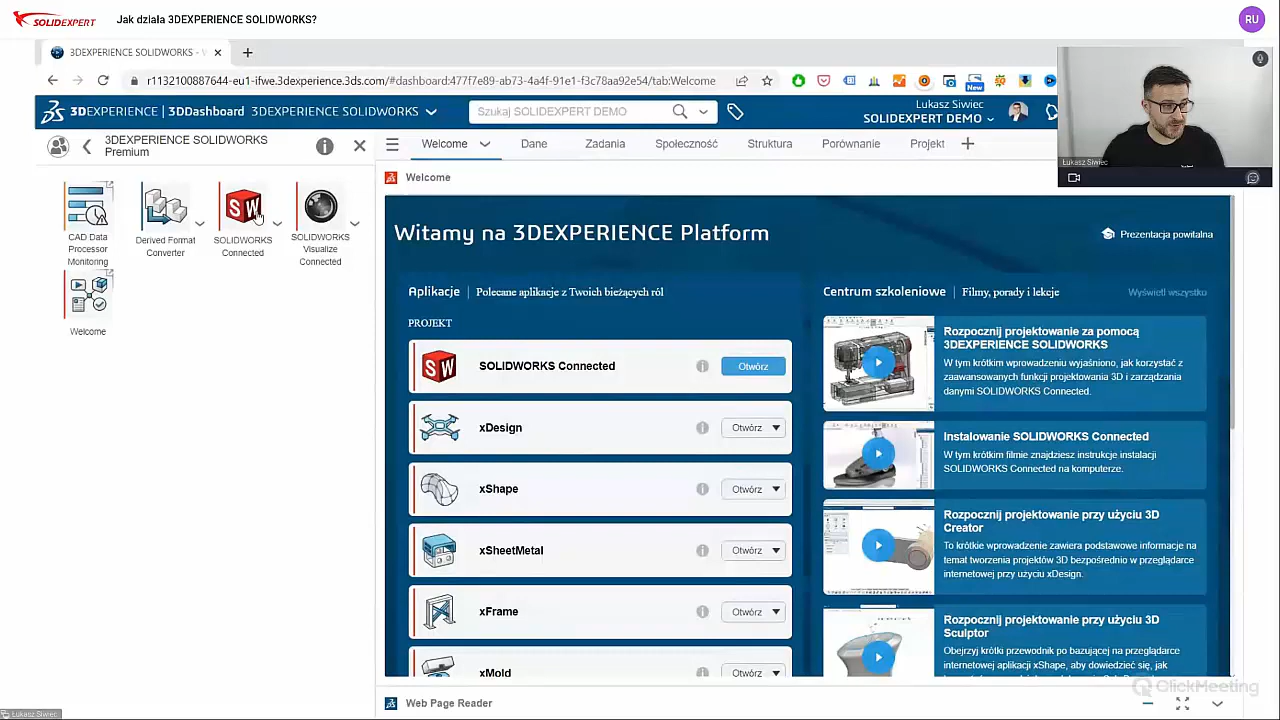 SOLIDEXPERT
Jak działa 3DEXPERIENCE SOLIDWORKS?
RU
3DEXPERIENCE SOLIDWORKS - W
r1132100887644-eu1-ifwe.3dexperience.3ds.com/#dashboard:477f7e89-ab73-4a4f-91e1-f3c78aa92e54/tab:Welcome
New
3DEXPERIENCE | 3DDashboard 3DEXPERIENCE SOLIDWORKS
Szukaj SOLIDEXPERT DEMO
Lukasz Siwiec
SOLIDEXPERT DEMO
Łukasz Siwiec
3DEXPERIENCE SOLIDWORKS
Premium
Welcome
Dane
Zadania
Społeczność
Struktura
Porównanie
Projekt
CAD Data
Processor
Monitoring
Derived Format
Converter
SW
SOLIDWORKS
Connected
SOLIDWORKS
Visualize
Connected
Welcome
Welcome
Witamy na 3DEXPERIENCE Platform
Prezentacja powitalna
Aplikacje | Polecane aplikacje z Twoich bieżących ról
PROJEKT
SW
SOLIDWORKS Connected
Otwórz
xDesign
Otwórz
xShape
Otwórz
xSheetMetal
Otwórz
xFrame
Otwórz
xMold
Otwórz
Centrum szkoleniowe | Filmy, porady i lekcje
Wyświetl wszystko
Rozpocznij projektowanie za pomocą
3DEXPERIENCE SOLIDWORKS
W tym krótkim wprowadzeniu wyjaśniono, jak korzystać z
zaawansowanych funkcji projektowania 3D i zarządzania
danymi SOLIDWORKS Connected.
Instalowanie SOLIDWORKS Connected
W tym krótkim filmie znajdziesz instrukcje instalacji
SOLIDWORKS Connected na komputerze.
Rozpocznij projektowanie przy użyciu 3D
Creator
To krótkie wprowadzenie zawiera podstawowe informacje na
temat tworzenia projektów 3D bezpośrednio w przeglądarce
internetowej przy użyciu xDesign.
Rozpocznij projektowanie przy użyciu 3D
Sculptor
Obejrzyj krótki przewodnik po bazującej na przeglądarce
internetowej aplikacji xShape, aby dowiedzieć się, jak
ClickMeeting
Web Page Reader
Łukasz Siwiec